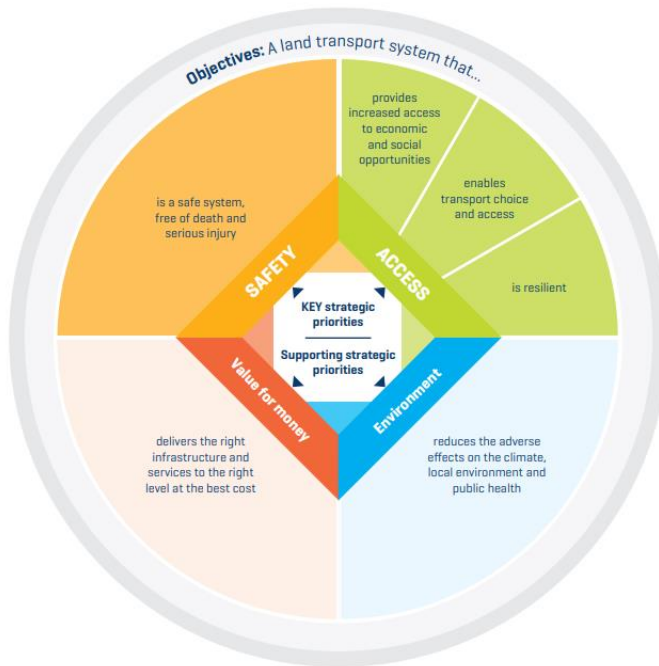 Objectives: A land transport system that...
provides
increased access
to economic
and social
opportunities
enables
transport choice
and access
is resilient
is a safe system,
free of death and
serious injury
SAFETY
ACCESS
KEY strategic
priorities
Supporting strategic
priorities
Value for money
Environment
delivers the right
infrastructure and
services to the right
level at the best cost
reduces the adverse
effects on the climate,
local environment and
public health